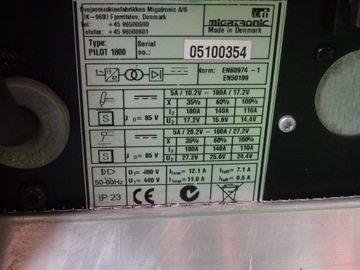 Svejsemaskinefabrikken Migatronic A/S
DK-9690 Fjerritslev, Danmark
Telefon : +45 96500600
Telefax : +45 96500601
migatronic
Made in Denmark
Type:
PILOT 1800
Serial
no.:
05100354
Norm: EN60974 -1
EN50199
5A / 10.2V - 180A / 17.2V
X 35% 60% 100%
I2 180A 140A 110A
S U0= 85 V U2 17.2V 15.6V 14.4V
5A / 20.2V - 180A / 27.2V
X 35% 60% 100%
I2 180A 140A 110A
S U0= 85 V U2 27.2V 25.6V 24.4V
50-60Hz
U1= 400 V I1max= 12.1 A I1eff= 7.1 A
U1= 440 V I1max= 11.0 A I1eff= 6.5 A
IP 23
CE